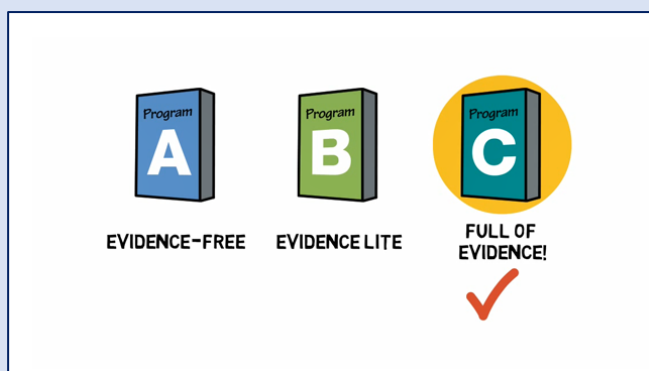 Program
A
EVIDENCE-FREE
Program
B
EVIDENCE LITE
Program
C
FULL OF
EVIDENCE!